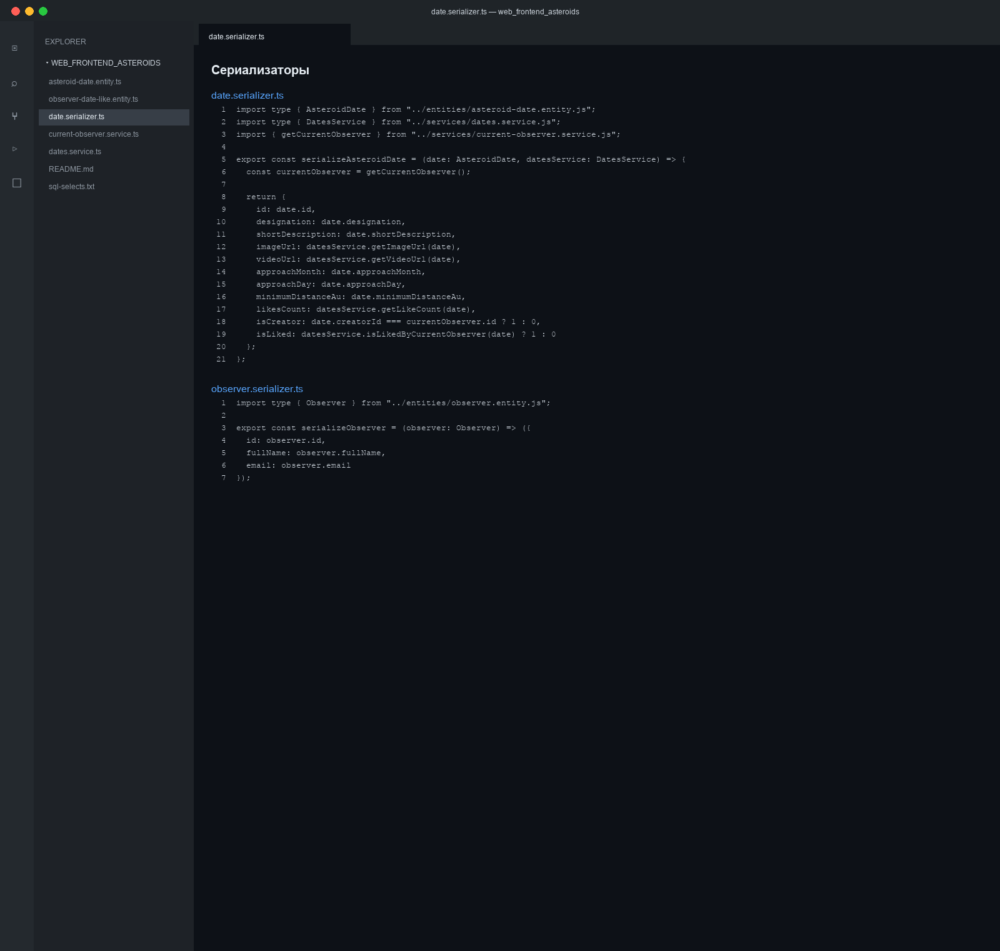 date.serializer.ts — web_frontend_asteroids
EXPLORER
WEB_FRONTEND_ASTEROIDS
asteroid-date.entity.ts
observer-date-like.entity.ts
date.serializer.ts
current-observer.service.ts
dates.service.ts
README.md
sql-selects.txt
date.serializer.ts
Сериализаторы
date.serializer.ts
1 import type { AsteroidDate } from "../entities/asteroid-date.entity.js";
2 import type { DatesService } from "../services/dates.service.js";
3 import { getCurrentObserver } from "../services/current-observer.service.js";
4
5 export const serializeAsteroidDate = (date: AsteroidDate, datesService: DatesService) => {
6   const currentObserver = getCurrentObserver();
7
8   return {
9     id: date.id,
10     designation: date.designation,
11     shortDescription: date.shortDescription,
12     imageUrl: datesService.getImageUrl(date),
13     videoUrl: datesService.getVideoUrl(date),
14     approachMonth: date.approachMonth,
15     approachDay: date.approachDay,
16     minimumDistanceAu: date.minimumDistanceAu,
17     likesCount: datesService.getLikeCount(date),
18     isCreator: date.creatorId === currentObserver.id ? 1 : 0,
19     isLiked: datesService.isLikedByCurrentObserver(date) ? 1 : 0
20   };
21 };
observer.serializer.ts
1 import type { Observer } from "../entities/observer.entity.js";
2
3 export const serializeObserver = (observer: Observer) => ({
4   id: observer.id,
5   fullName: observer.fullName,
6   email: observer.email
7 });